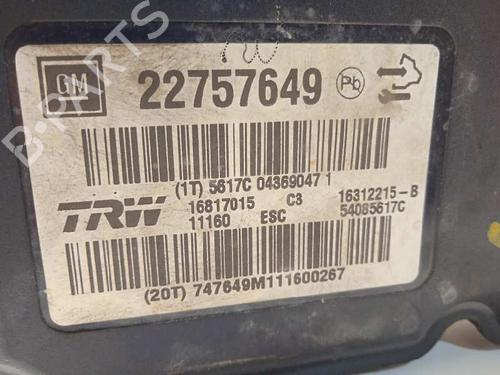 GM 22757649 Pb
(1T) 5617C 04369047 1
TRW 16817015 C3 16312215-B
11160 ESC 54085617C
(20T) 747649M111600267
B-PARTS